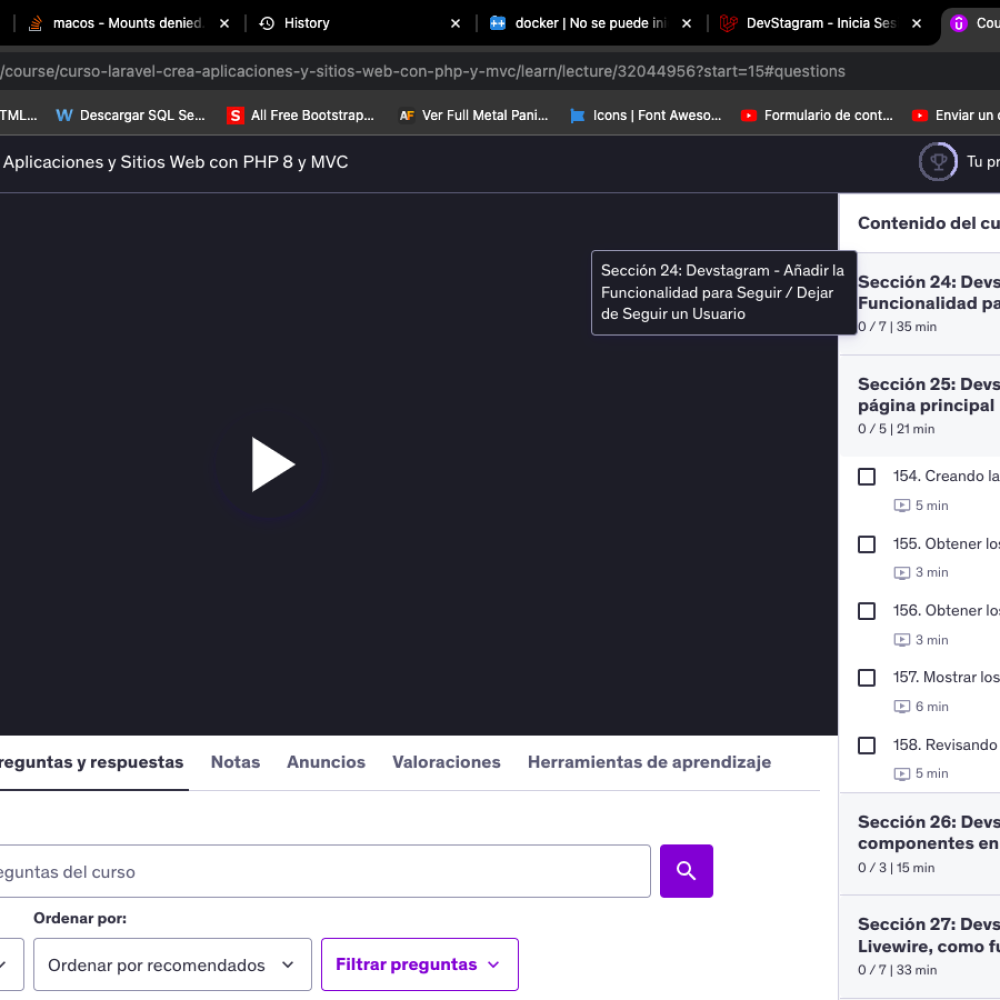 macos - Mounts denied.
History
docker | No se puede ini
DevStagram - Inicia Ses
Cou
/course/curso-laravel-crea-aplicaciones-y-sitios-web-con-php-y-mvc/learn/lecture/32044956?start=15#questions
TML...
Descargar SQL Se...
All Free Bootstrap...
Ver Full Metal Pani...
Icons | Font Aweso...
Formulario de cont...
Enviar un c
Aplicaciones y Sitios Web con PHP 8 y MVC
Tu pr
Contenido del cu
Sección 24: Devstagram - Añadir la
Funcionalidad para Seguir / Dejar
de Seguir un Usuario
Sección 24: Devs
Funcionalidad pa
0 / 7 | 35 min
Sección 25: Devs
página principal
0 / 5 | 21 min
154. Creando la
5 min
155. Obtener los
3 min
156. Obtener los
3 min
157. Mostrar los
6 min
158. Revisando
5 min
Sección 26: Devs
componentes en
0 / 3 | 15 min
Sección 27: Devs
Livewire, como fu
0 / 7 | 33 min
reguntas y respuestas
Notas
Anuncios
Valoraciones
Herramientas de aprendizaje
eguntas del curso
Ordenar por:
Ordenar por recomendados
Filtrar preguntas